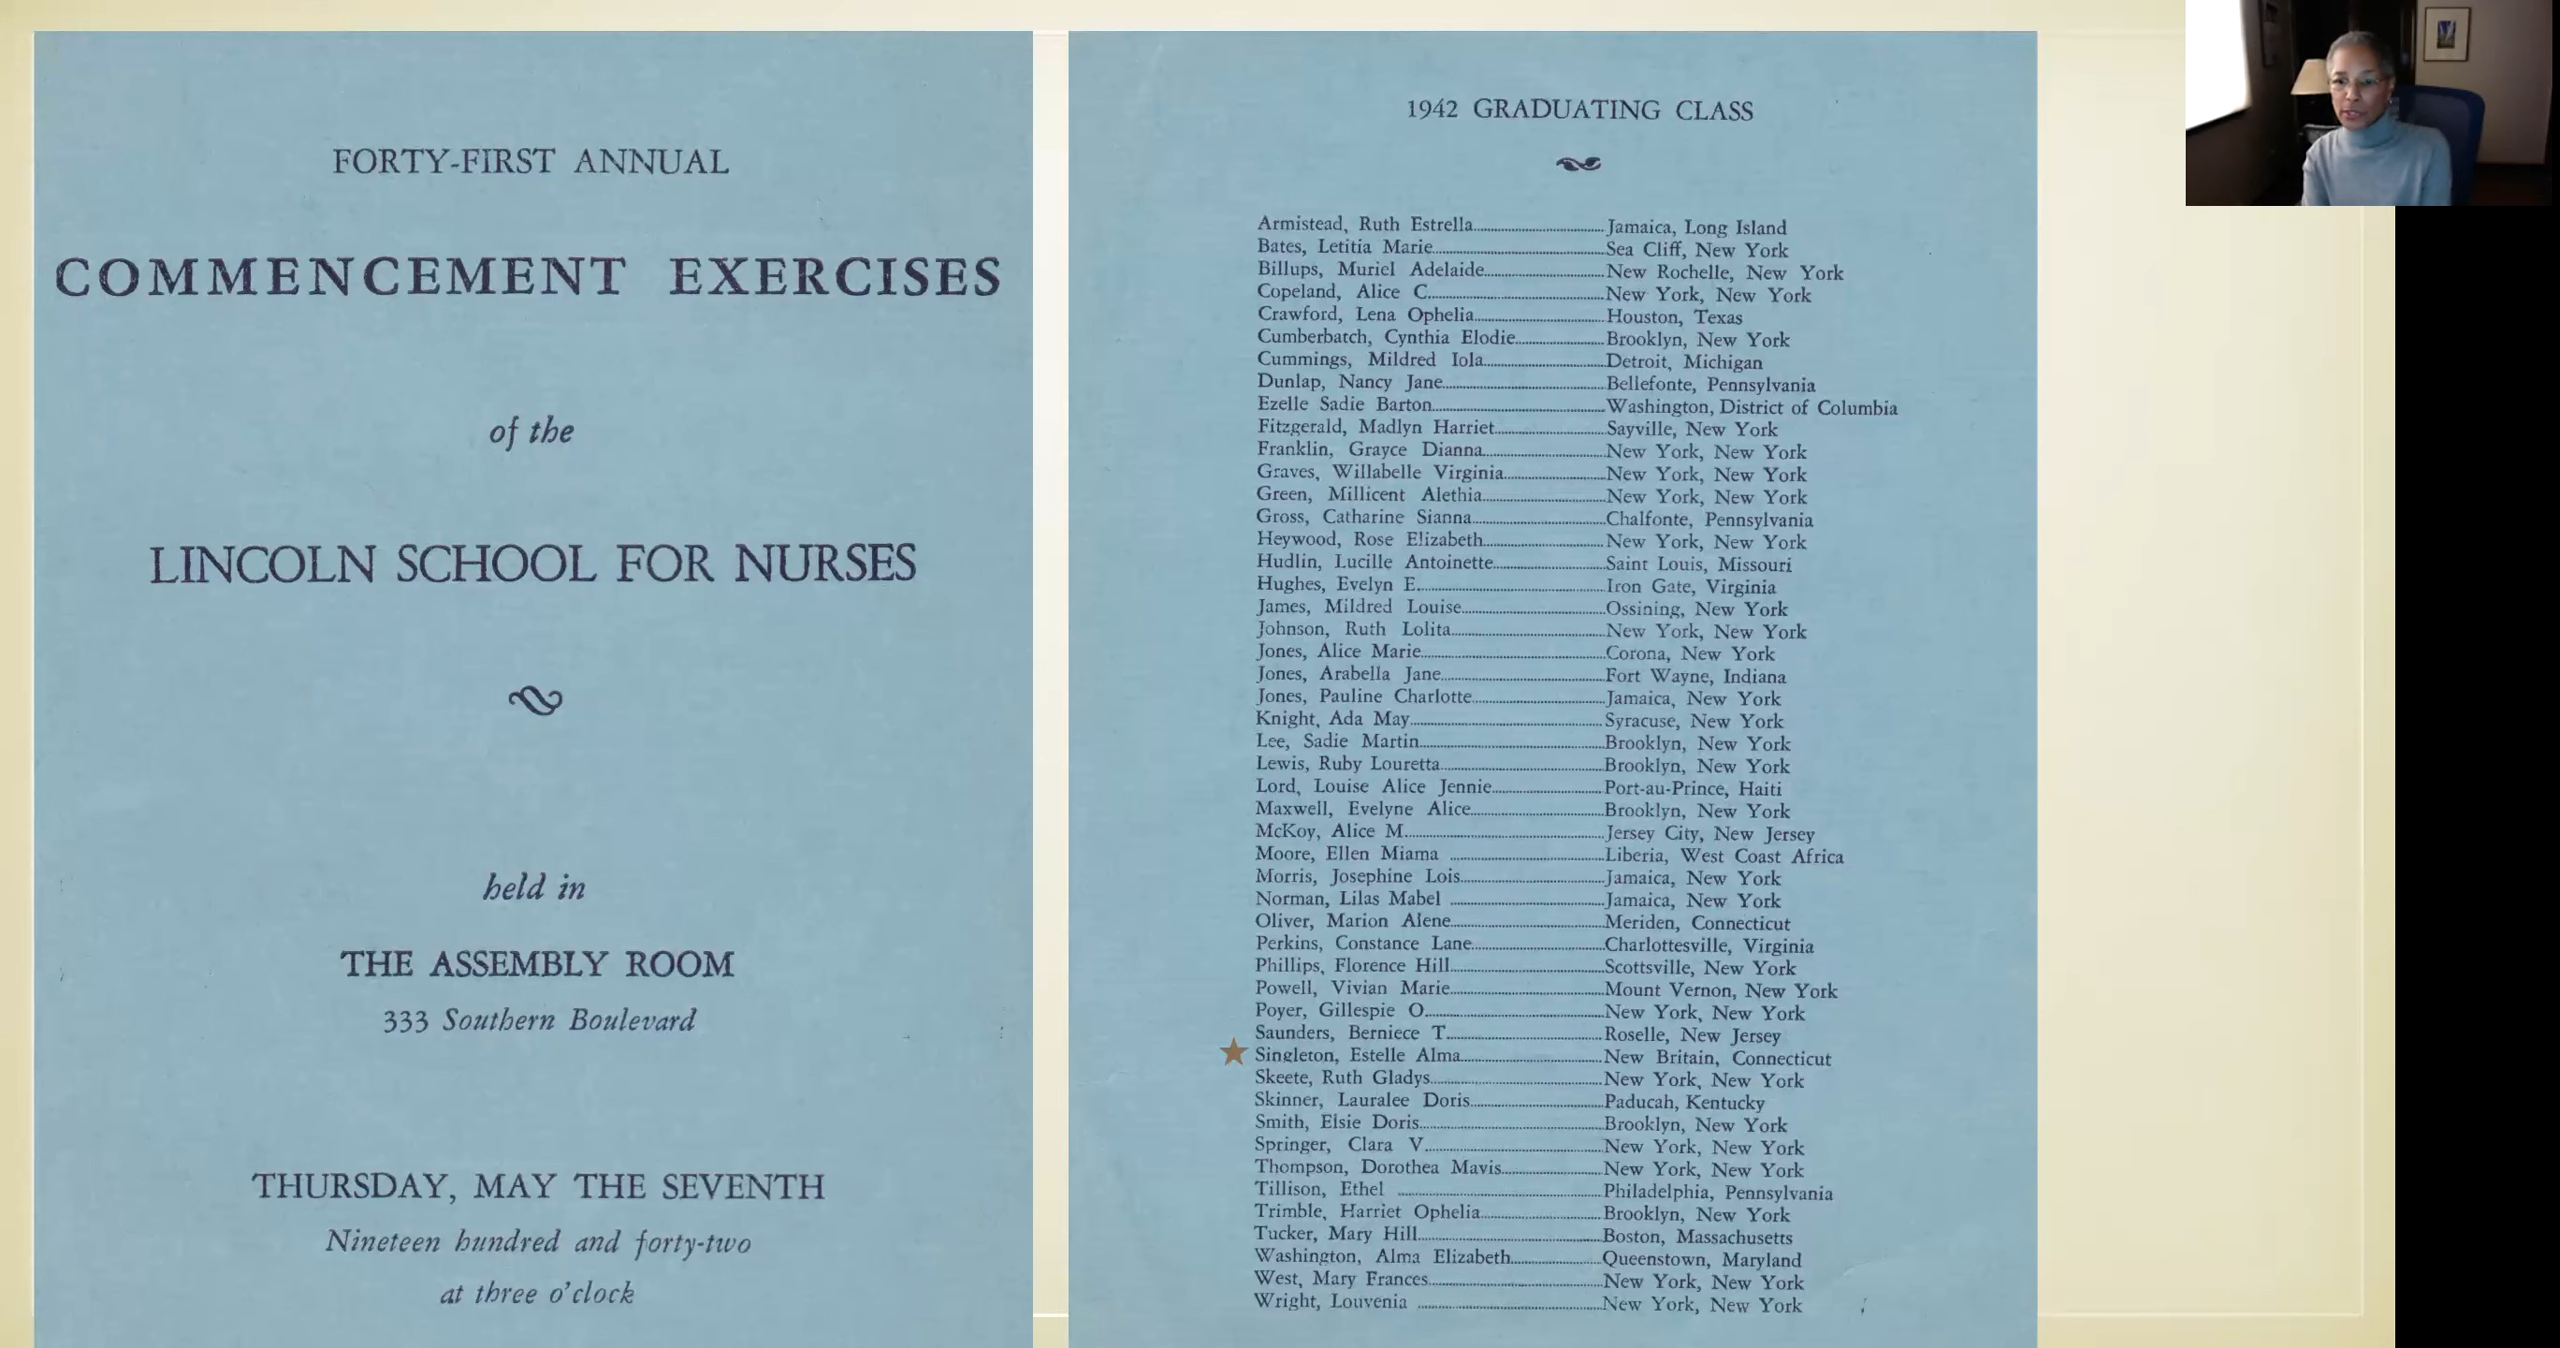 FORTY-FIRST ANNUAL
COMMENCEMENT EXERCISES
of the
LINCOLN SCHOOL FOR NURSES
held in
THE ASSEMBLY ROOM
333 Southern Boulevard
THURSDAY, MAY THE SEVENTH
Nineteen hundred and forty-two
at three o'clock
1942 GRADUATING CLASS
Armistead, Ruth Estrella Jamaica, Long Island
Bates, Letitia Marie Sea Cliff, New York
Billups, Muriel Adelaide New Rochelle, New York
Copeland, Alice C. New York, New York
Crawford, Lena Ophelia Houston, Texas
Cumberbatch, Cynthia Elodie Brooklyn, New York
Cummings, Mildred Iola Detroit, Michigan
Dunlap, Nancy Jane Bellefonte, Pennsylvania
Ezelle Sadie Barton Washington, District of Columbia
Fitzgerald, Madlyn Harriet Sayville, New York
Franklin, Grayce Dianna New York, New York
Graves, Willabelle Virginia New York, New York
Green, Millicent Alethia New York, New York
Gross, Catharine Sianna Chalfonte, Pennsylvania
Heywood, Rose Elizabeth New York, New York
Hudlin, Lucille Antoinette Saint Louis, Missouri
Hughes, Evelyn E. Iron Gate, Virginia
James, Mildred Louise Ossining, New York
Johnson, Ruth Lolita New York, New York
Jones, Alice Marie Corona, New York
Jones, Arabella Jane Fort Wayne, Indiana
Jones, Pauline Charlotte Jamaica, New York
Knight, Ada May Syracuse, New York
Lee, Sadie Martin Brooklyn, New York
Lewis, Ruby Louretta Brooklyn, New York
Lord, Louise Alice Jennie Port-au-Prince, Haiti
Maxwell, Evelyne Alice Brooklyn, New York
McKoy, Alice M. Jersey City, New Jersey
Moore, Ellen Miama Liberia, West Coast Africa
Morris, Josephine Lois Jamaica, New York
Norman, Lilas Mabel Jamaica, New York
Oliver, Marion Alene Meriden, Connecticut
Perkins, Constance Lane Charlottesville, Virginia
Phillips, Florence Hill Scottsville, New York
Powell, Vivian Marie Mount Vernon, New York
Poyer, Gillespie O. New York, New York
Saunders, Berniece T. Roselle, New Jersey
Singleton, Estelle Alma New Britain, Connecticut
Skeete, Ruth Gladys New York, New York
Skinner, Lauralee Doris Paducah, Kentucky
Smith, Elsie Doris Brooklyn, New York
Springer, Clara V. New York, New York
Thompson, Dorothea Mavis New York, New York
Tillison, Ethel Philadelphia, Pennsylvania
Trimble, Harriet Ophelia Brooklyn, New York
Tucker, Mary Hill Boston, Massachusetts
Washington, Alma Elizabeth Queenstown, Maryland
West, Mary Frances New York, New York
Wright, Louvenia New York, New York